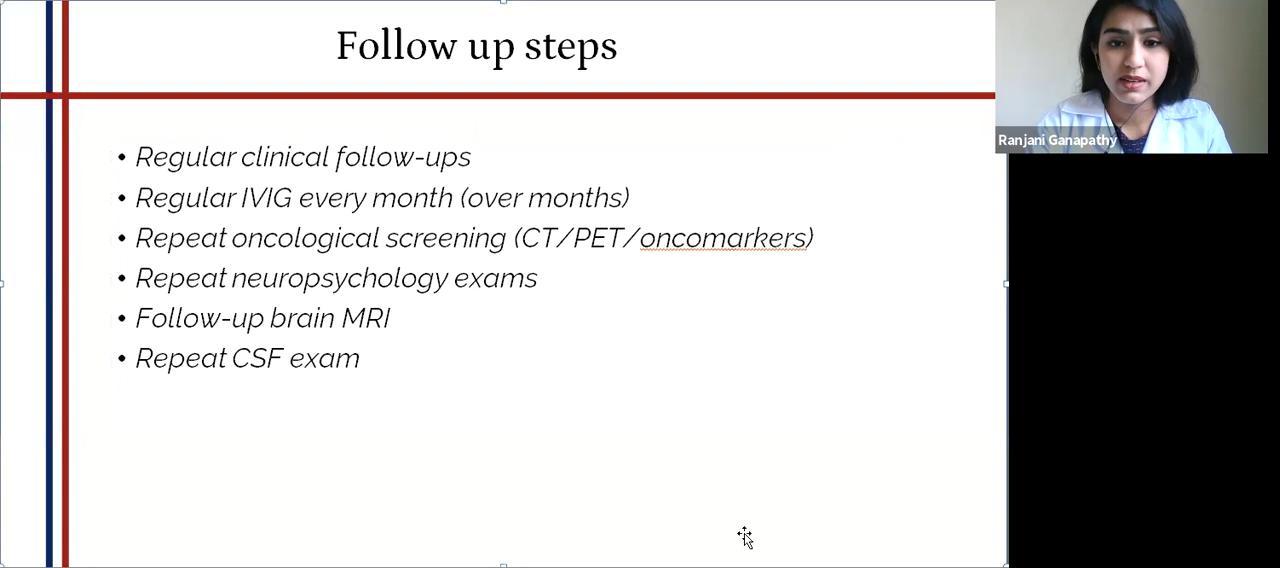 Follow up steps
Ranjani Ganapathy
• Regular clinical follow-ups
• Regular IVIG every month (over months)
• Repeat oncological screening (CT/PET/oncomarkers)
• Repeat neuropsychology exams
• Follow-up brain MRI
• Repeat CSF exam